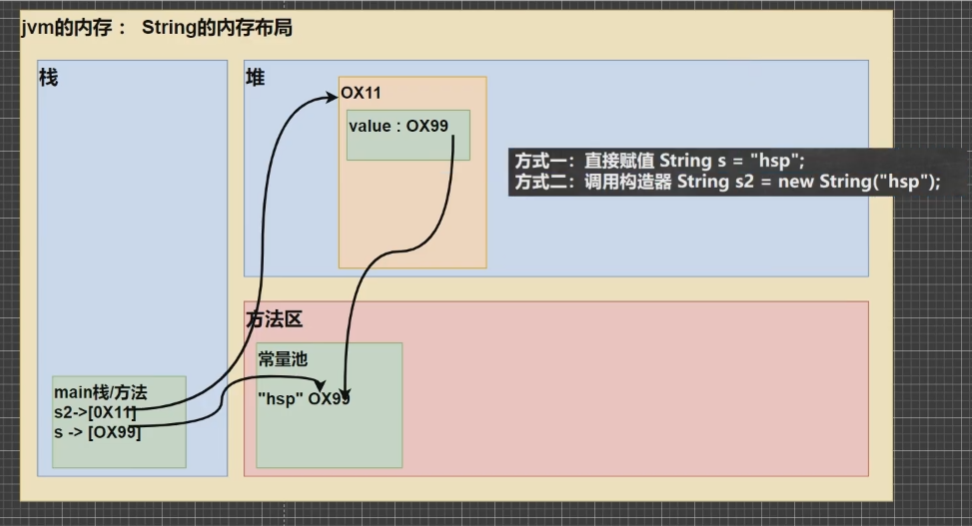 jvm的内存： String的内存布局
栈
堆
OX11
value：OX99
方式一：直接赋值 String s = "hsp";
方式二：调用构造器 String s2 = new String("hsp");
方法区
常量池
"hsp" OX99
main栈/方法
s2->[0X11]
s -> [OX99]